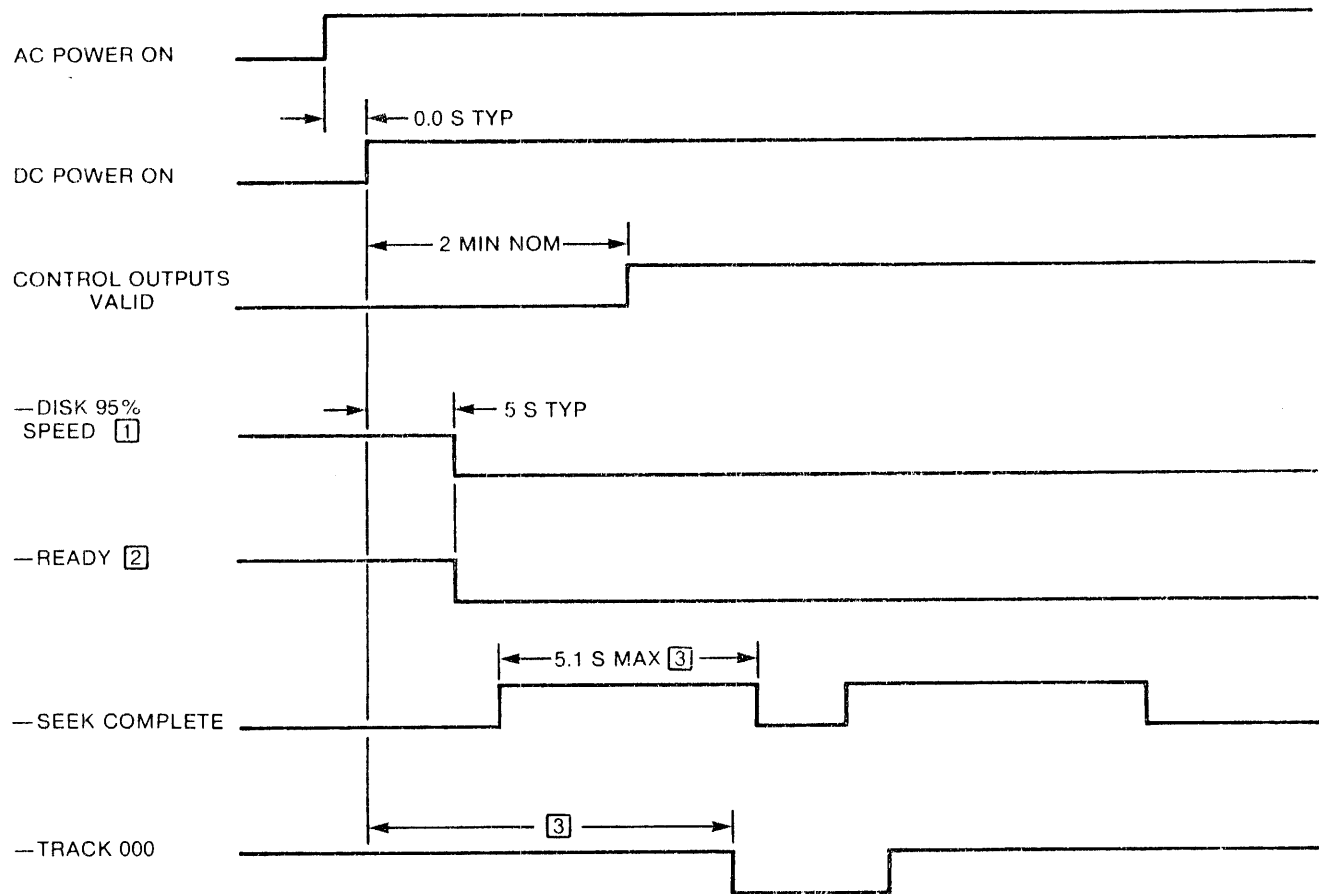 AC POWER ON
0.0 S TYP
DC POWER ON
2 MIN NOM
CONTROL OUTPUTS
VALID
—DISK 95%
SPEED 1
5 S TYP
—READY 2
5.1 S MAX 3
—SEEK COMPLETE
3
—TRACK 000